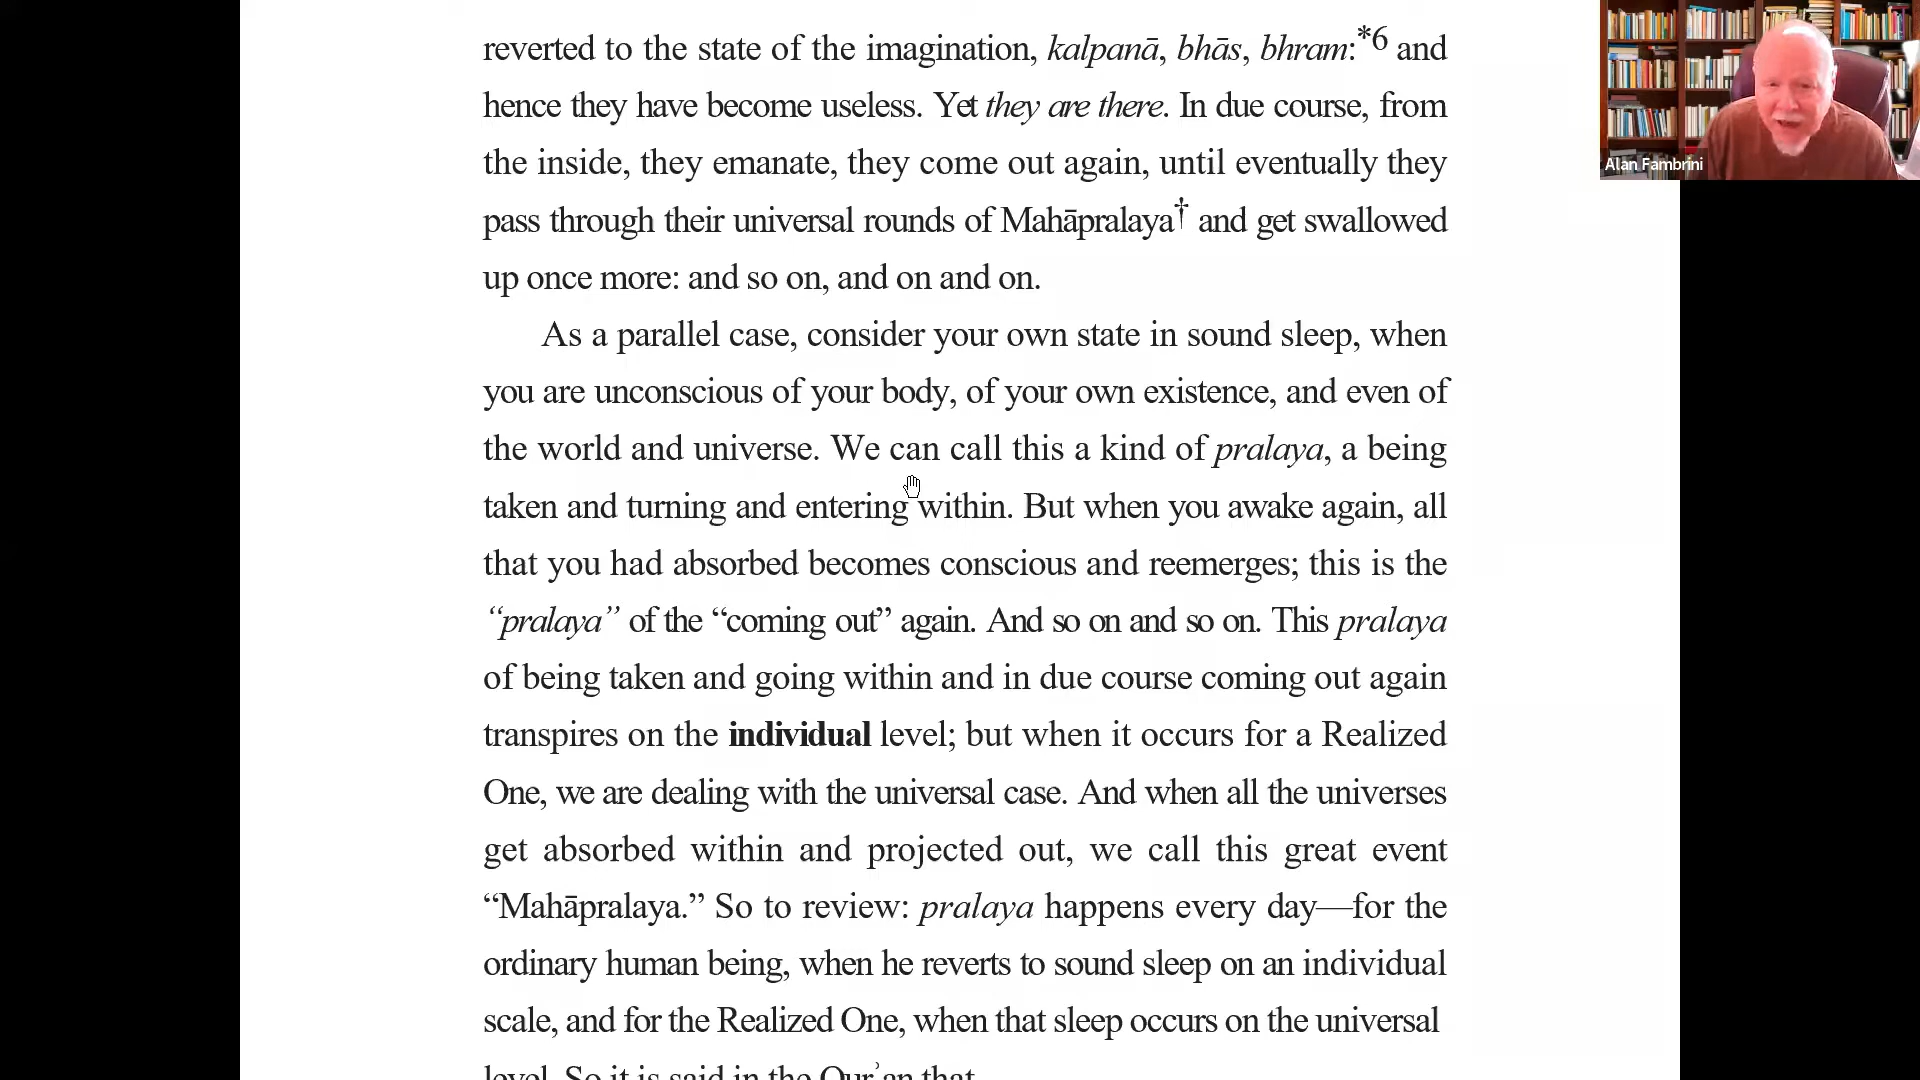 reverted to the state of the imagination, kalpanā, bhās, bhram:*6 and
hence they have become useless. Yet they are there. In due course, from
the inside, they emanate, they come out again, until eventually they
pass through their universal rounds of Mahāpralaya† and get swallowed
up once more: and so on, and on and on.
As a parallel case, consider your own state in sound sleep, when
you are unconscious of your body, of your own existence, and even of
the world and universe. We can call this a kind of pralaya, a being
taken and turning and entering within. But when you awake again, all
that you had absorbed becomes conscious and reemerges; this is the
“pralaya” of the “coming out” again. And so on and so on. This pralaya
of being taken and going within and in due course coming out again
transpires on the individual level; but when it occurs for a Realized
One, we are dealing with the universal case. And when all the universes
get absorbed within and projected out, we call this great event
“Mahāpralaya.” So to review: pralaya happens every day—for the
ordinary human being, when he reverts to sound sleep on an individual
scale, and for the Realized One, when that sleep occurs on the universal
level. So it is said in the Qurʾan that
Alan Fambrini